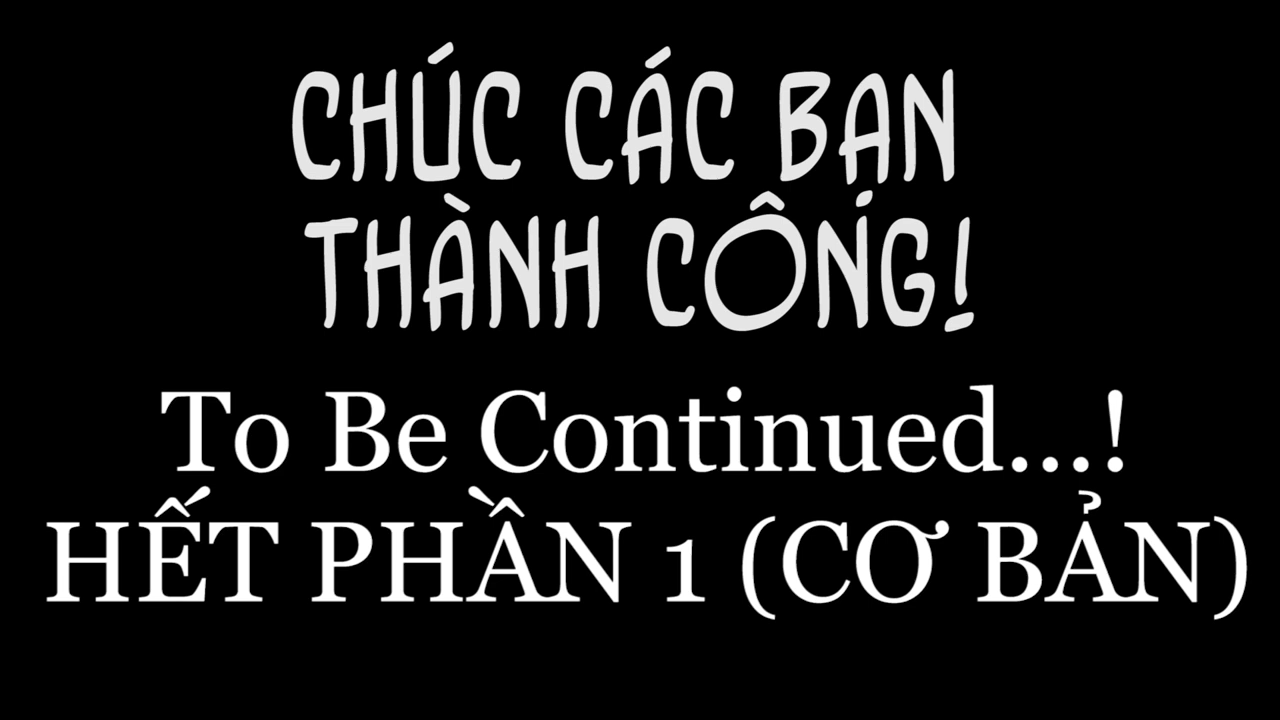 CHÚC CÁC BẠN
THÀNH CÔNG!
To Be Continued...!
HẾT PHẦN 1 (CƠ BẢN)